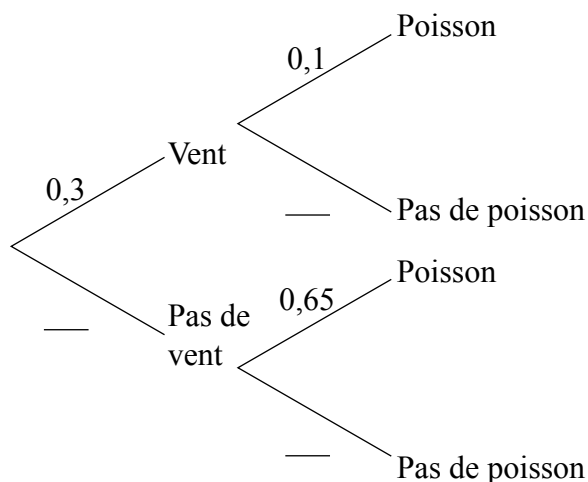 Poisson
0,1
Vent
0,3
Pas de poisson
Poisson
0,65
Pas de
vent
Pas de poisson